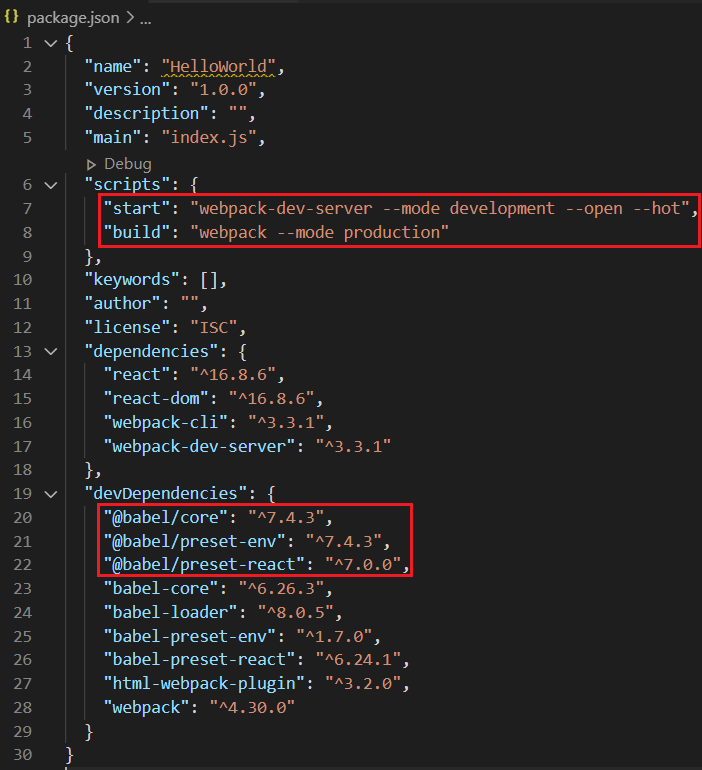 {} package.json > ...
1 {
2 "name": "HelloWorld",
3 "version": "1.0.0",
4 "description": "",
5 "main": "index.js",
Debug
6 "scripts": {
7 "start": "webpack-dev-server --mode development --open --hot",
8 "build": "webpack --mode production"
9 },
10 "keywords": [],
11 "author": "",
12 "license": "ISC",
13 "dependencies": {
14 "react": "^16.8.6",
15 "react-dom": "^16.8.6",
16 "webpack-cli": "^3.3.1",
17 "webpack-dev-server": "^3.3.1"
18 },
19 "devDependencies": {
20 "@babel/core": "^7.4.3",
21 "@babel/preset-env": "^7.4.3",
22 "@babel/preset-react": "^7.0.0",
23 "babel-core": "^6.26.3",
24 "babel-loader": "^8.0.5",
25 "babel-preset-env": "^1.7.0",
26 "babel-preset-react": "^6.24.1",
27 "html-webpack-plugin": "^3.2.0",
28 "webpack": "^4.30.0"
29 }
30 }